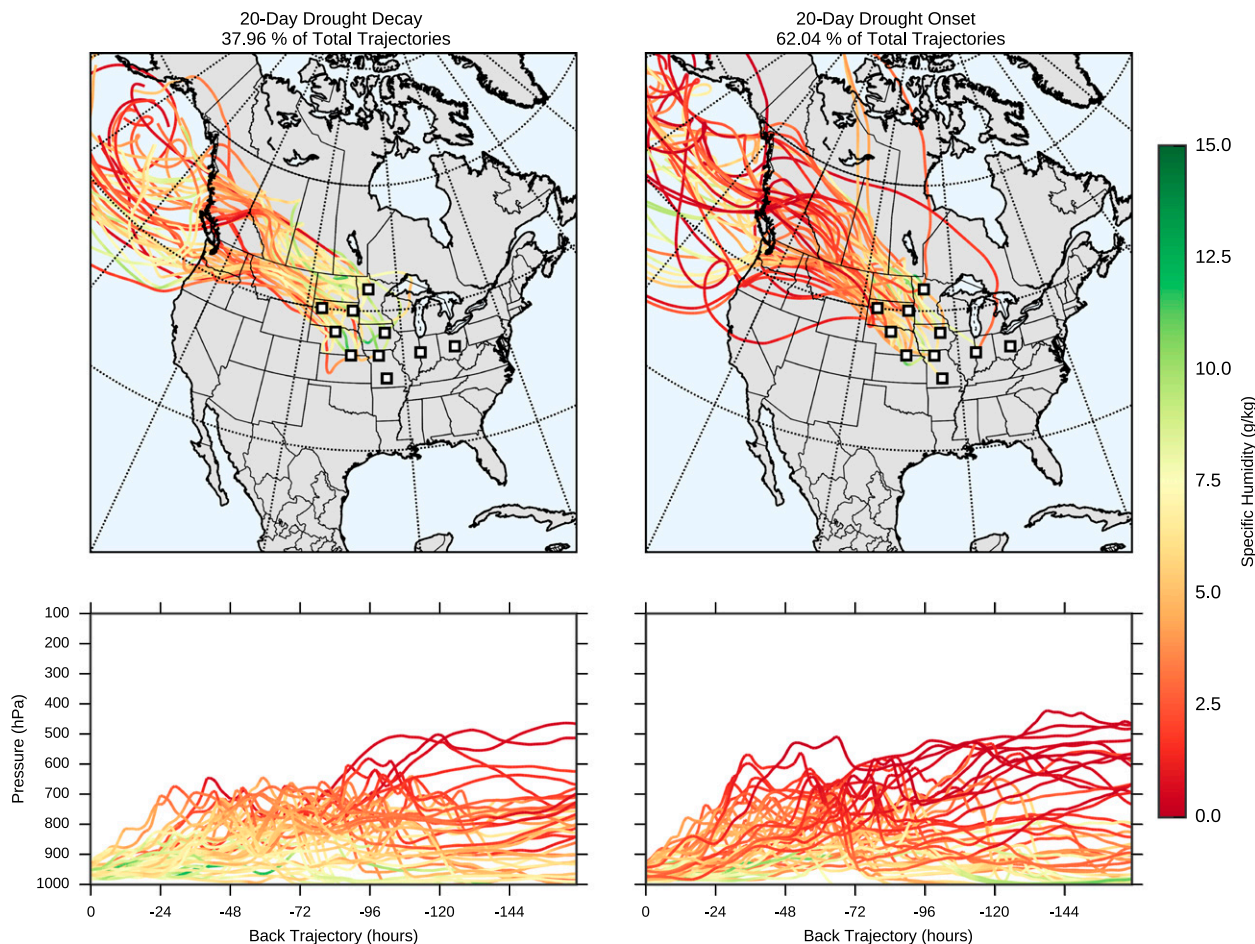 20-Day Drought Decay
37.96 % of Total Trajectories
20-Day Drought Onset
62.04 % of Total Trajectories
15.0
12.5
10.0
7.5
5.0
2.5
0.0
Specific Humidity (g/kg)
100
200
300
400
500
600
700
800
900
1000
Pressure (hPa)
0 -24 -48 -72 -96 -120 -144
Back Trajectory (hours)
0 -24 -48 -72 -96 -120 -144
Back Trajectory (hours)